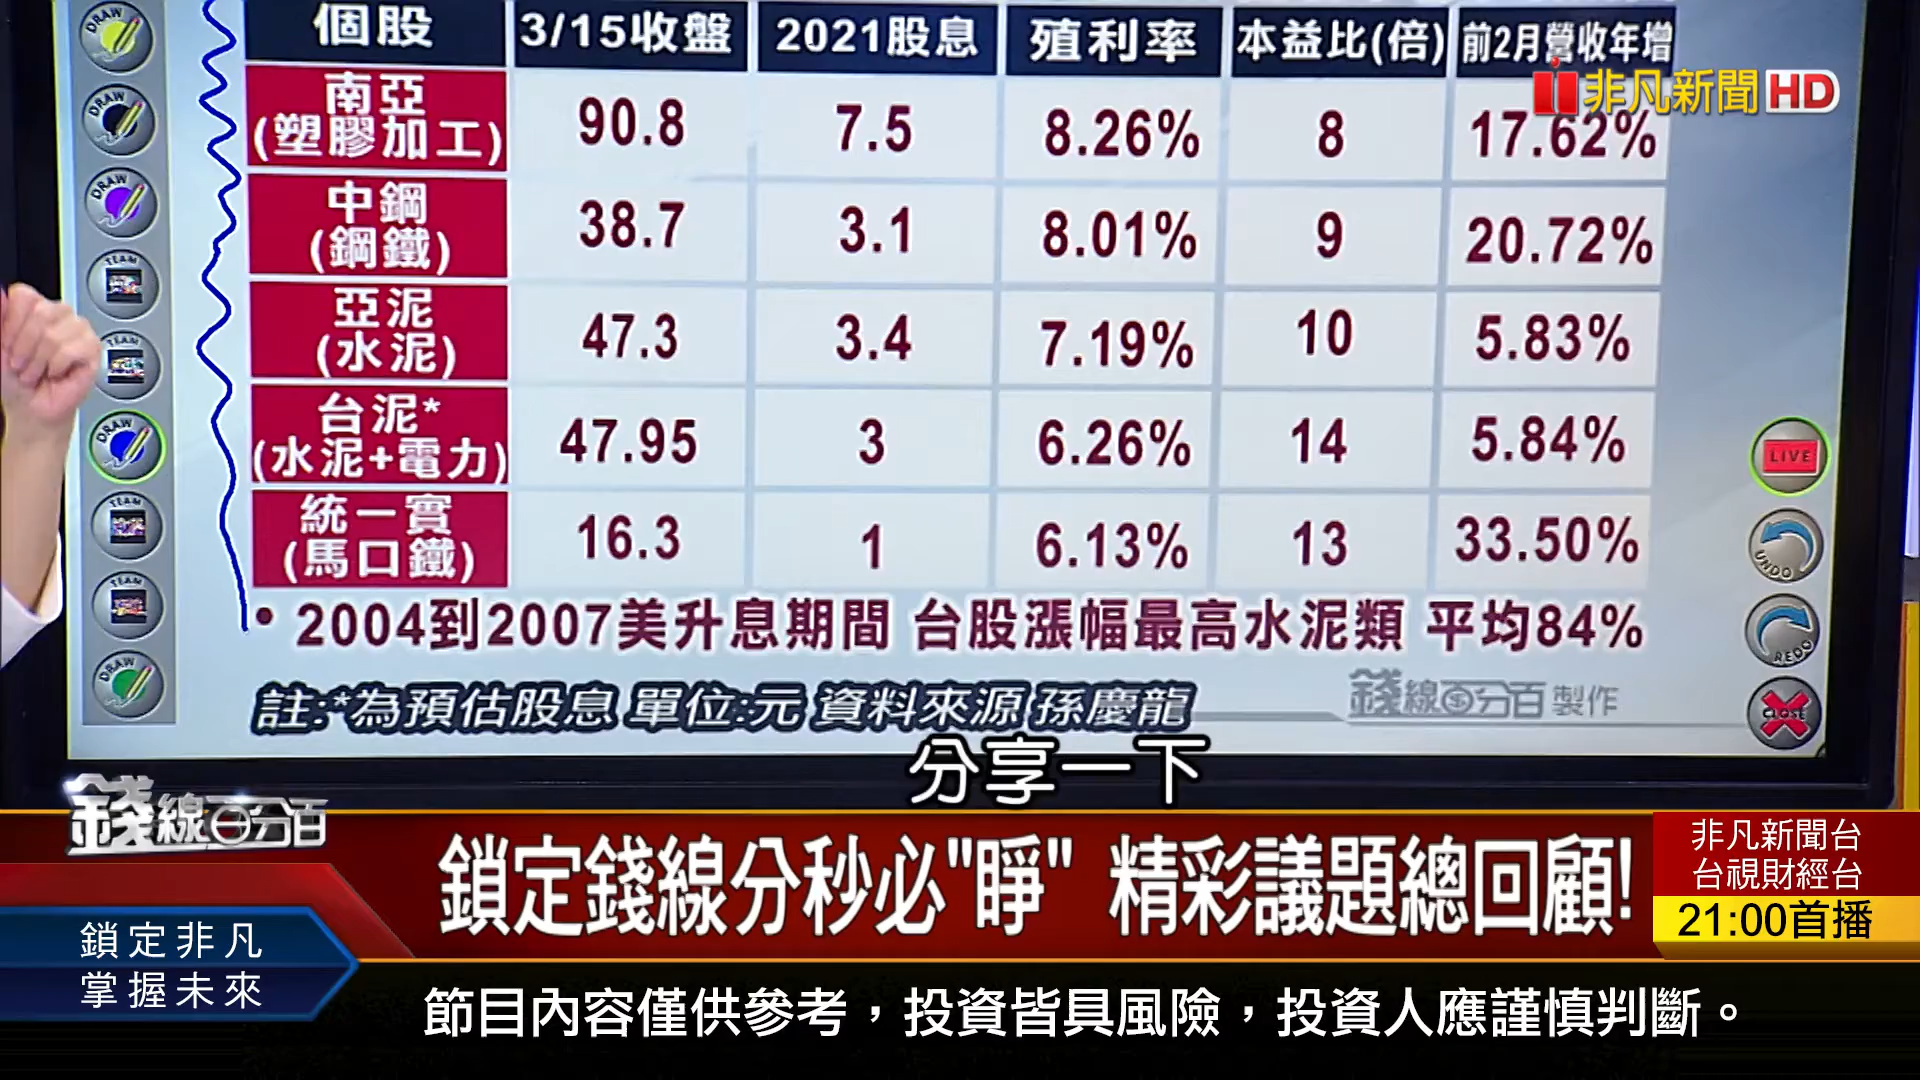 個股 3/15收盤 2021股息 殖利率 本益比(倍) 前2月營收年增
非凡新聞HD
南亞
(塑膠加工) 90.8 7.5 8.26% 8 17.62%
中鋼
(鋼鐵) 38.7 3.1 8.01% 9 20.72%
亞泥
(水泥) 47.3 3.4 7.19% 10 5.83%
台泥*
(水泥+電力) 47.95 3 6.26% 14 5.84%
統一實
(馬口鐵) 16.3 1 6.13% 13 33.50%
• 2004到2007美升息期間 台股漲幅最高水泥類 平均84%
註:*為預估股息 單位:元 資料來源 孫慶龍
錢線百分百 製作
DRAW
DRAW
DRAW
TEAM
TEAM
DRAW
TEAM
TEAM
DRAW
LIVE
UNDO
REDO
CLOSE
分享一下
錢線百分百
鎖定錢線分秒必"睜" 精彩議題總回顧!
非凡新聞台
台視財經台
21:00首播
鎖定非凡
掌握未來
節目內容僅供參考，投資皆具風險，投資人應謹慎判斷。